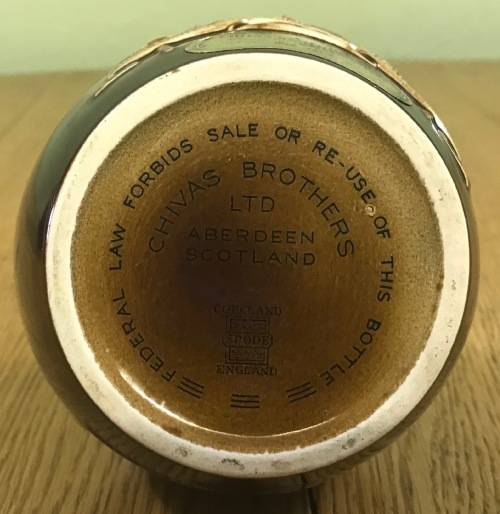 FEDERAL LAW FORBIDS SALE OR RE-USE OF THIS BOTTLE
CHIVAS BROTHERS
LTD
ABERDEEN
SCOTLAND
COPELAND
SPODE
ENGLAND